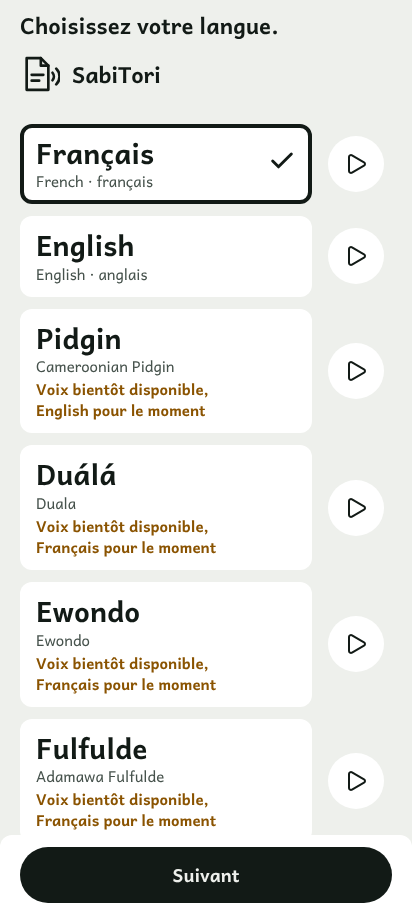 Choisissez votre langue.
SabiTori
Français
French · français
English
English · anglais
Pidgin
Cameroonian Pidgin
Voix bientôt disponible,
English pour le moment
Duálá
Duala
Voix bientôt disponible,
Français pour le moment
Ewondo
Ewondo
Voix bientôt disponible,
Français pour le moment
Fulfulde
Adamawa Fulfulde
Voix bientôt disponible,
Français pour le moment
Suivant